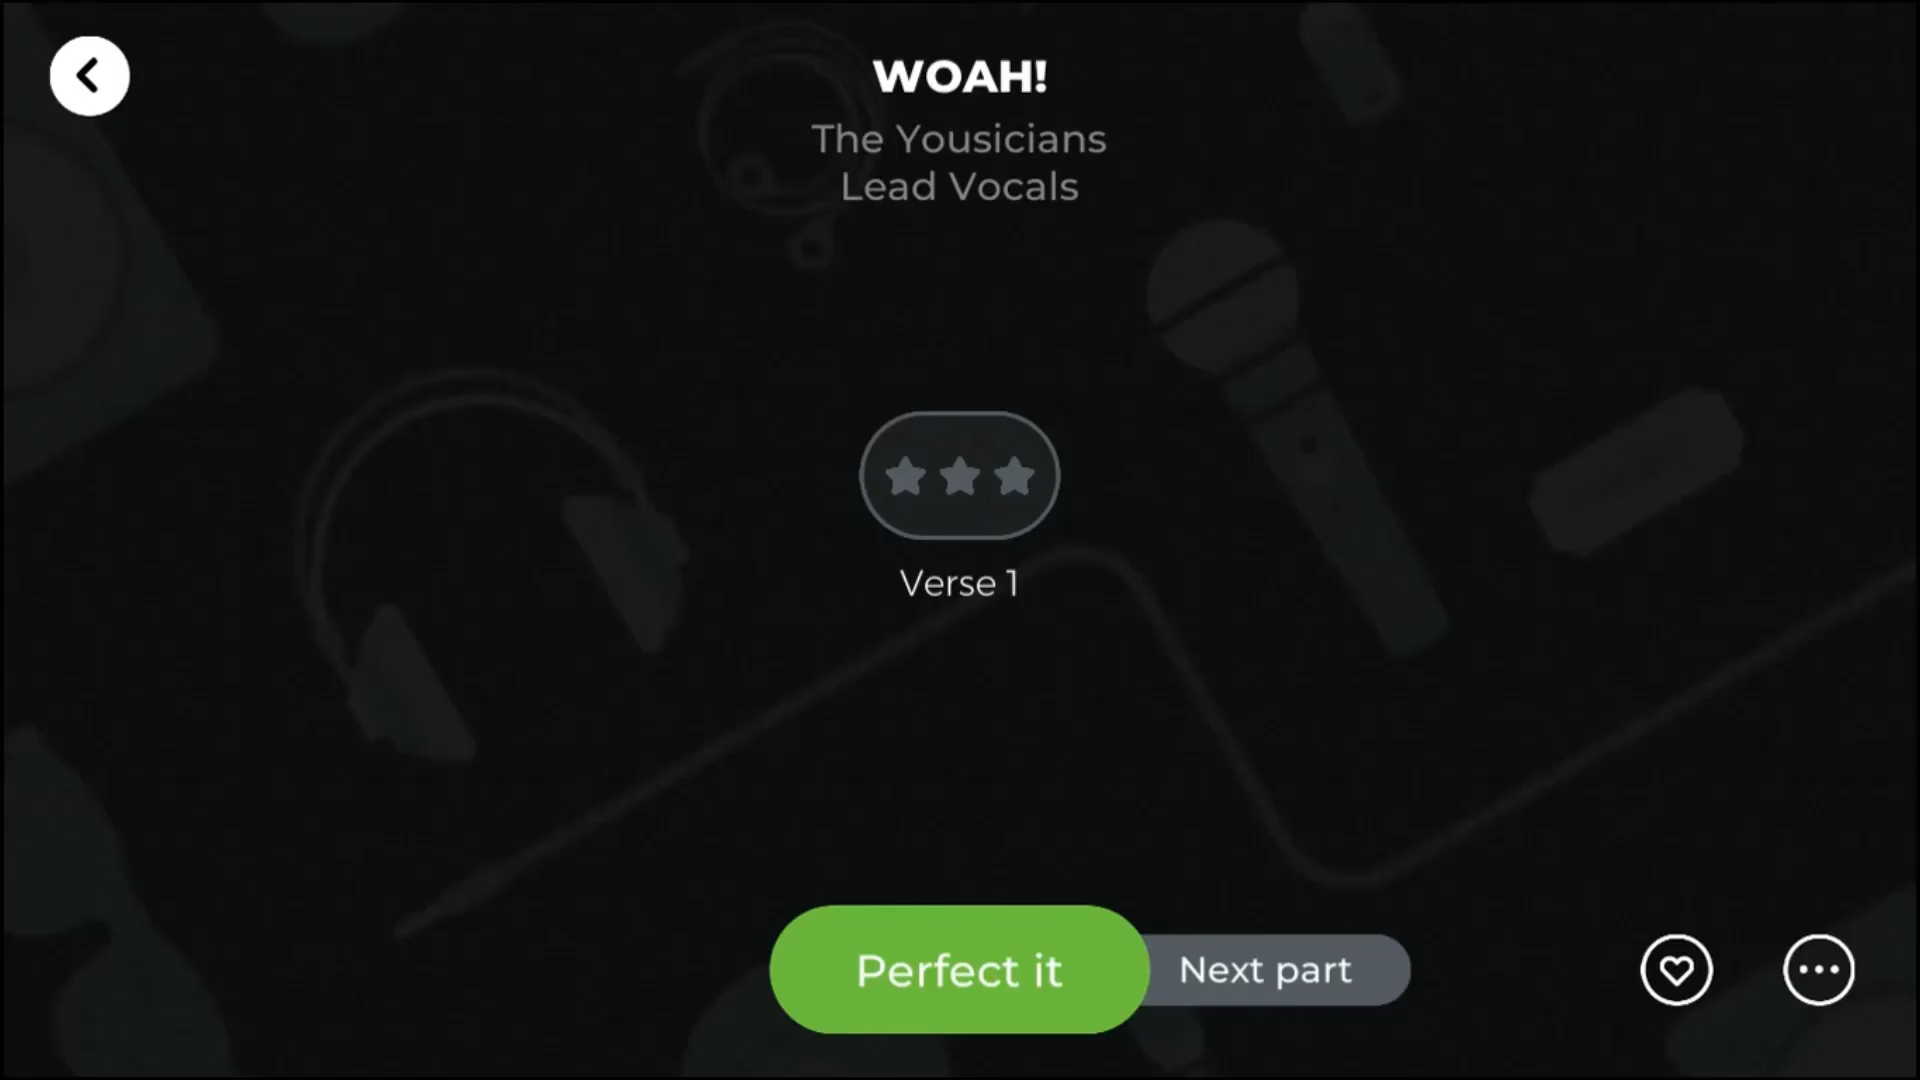 WOAH!
The Yousicians
Lead Vocals
Verse 1
Perfect it
Next part